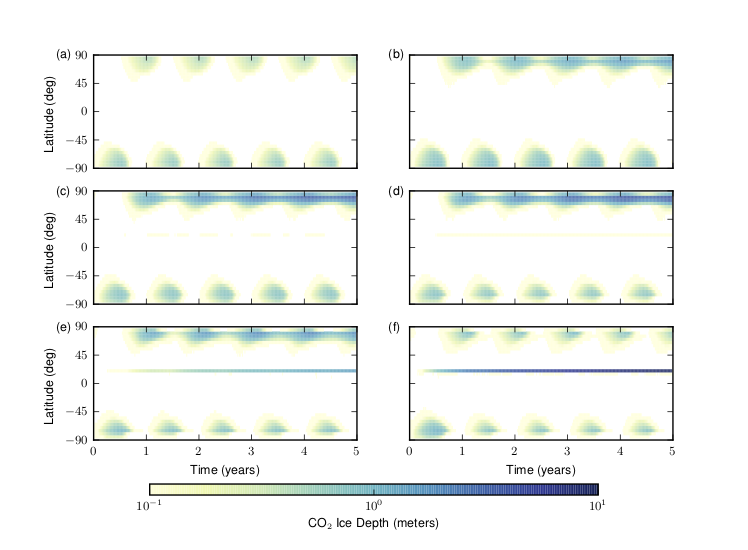 (a) 90 45 0 −45 −90 Latitude (deg)
(b)
(c) 90 45 0 −45 −90 Latitude (deg)
(d)
(e) 90 45 0 −45 −90 Latitude (deg)
(f)
0 1 2 3 4 5 0 1 2 3 4 5
Time (years) Time (years)
10⁻¹ 10⁰ 10¹
CO₂ Ice Depth (meters)